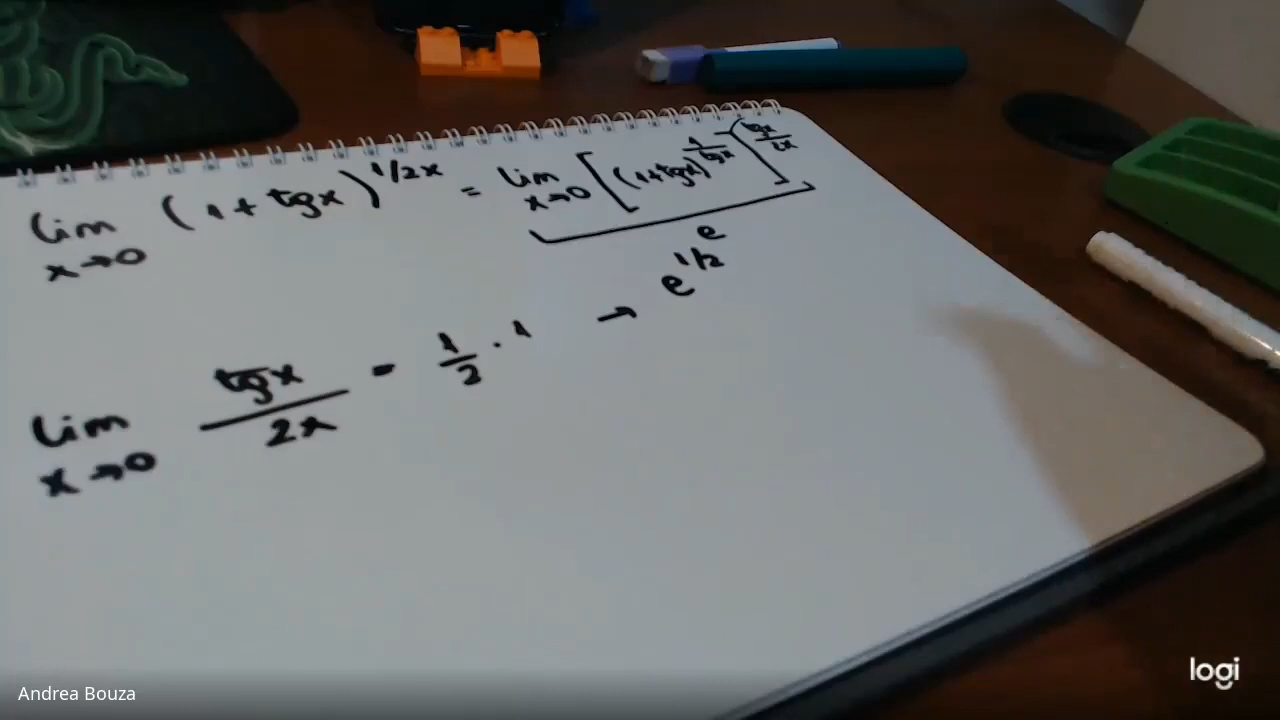 lim x→0 (1 + tgx)^1/2x = lim x→0 [(1+tgx)^1/tgx]^tgx/2x
e
lim x→0 tgx/2x = 1/2 · 1 → e^1/2
logi
Andrea Bouza